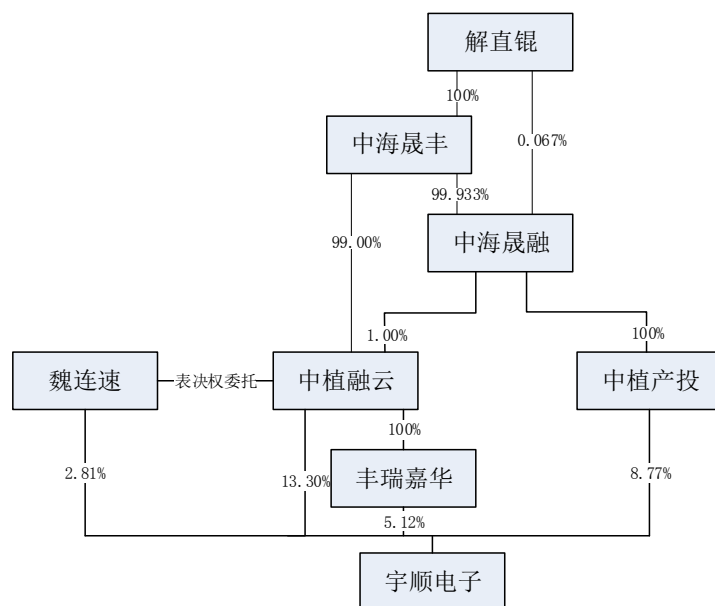 解直锟
100%
中海晟丰
0.067%
99.933%
中海晟融
99.00%
1.00%
100%
魏连速
表决权委托
中植融云
中植产投
100%
2.81%
13.30%
丰瑞嘉华
8.77%
5.12%
宇顺电子